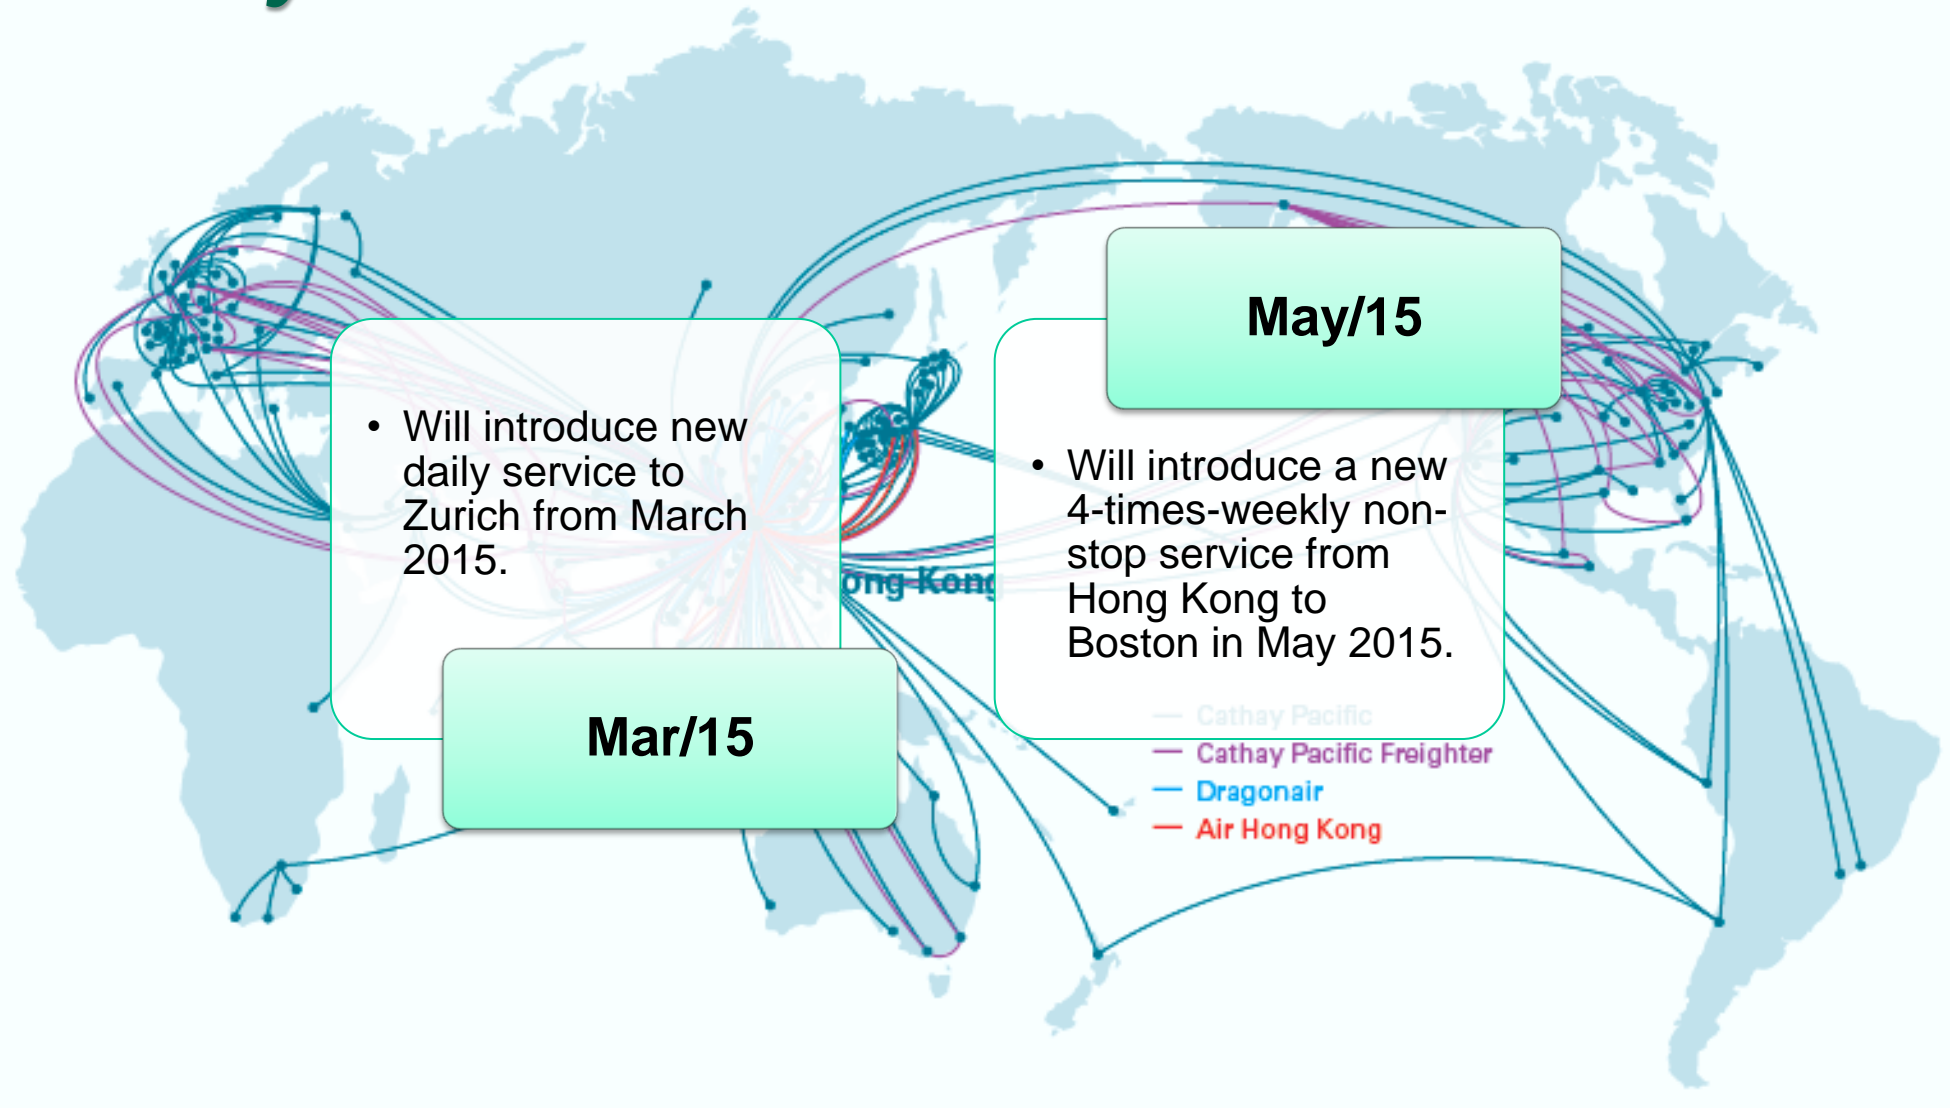 • Will introduce new
daily service to
Zurich from March
2015.
Mar/15
May/15
• Will introduce a new
4-times-weekly non-
stop service from
Hong Kong to
Boston in May 2015.
Hong Kong
Cathay Pacific
Cathay Pacific Freighter
Dragonair
Air Hong Kong